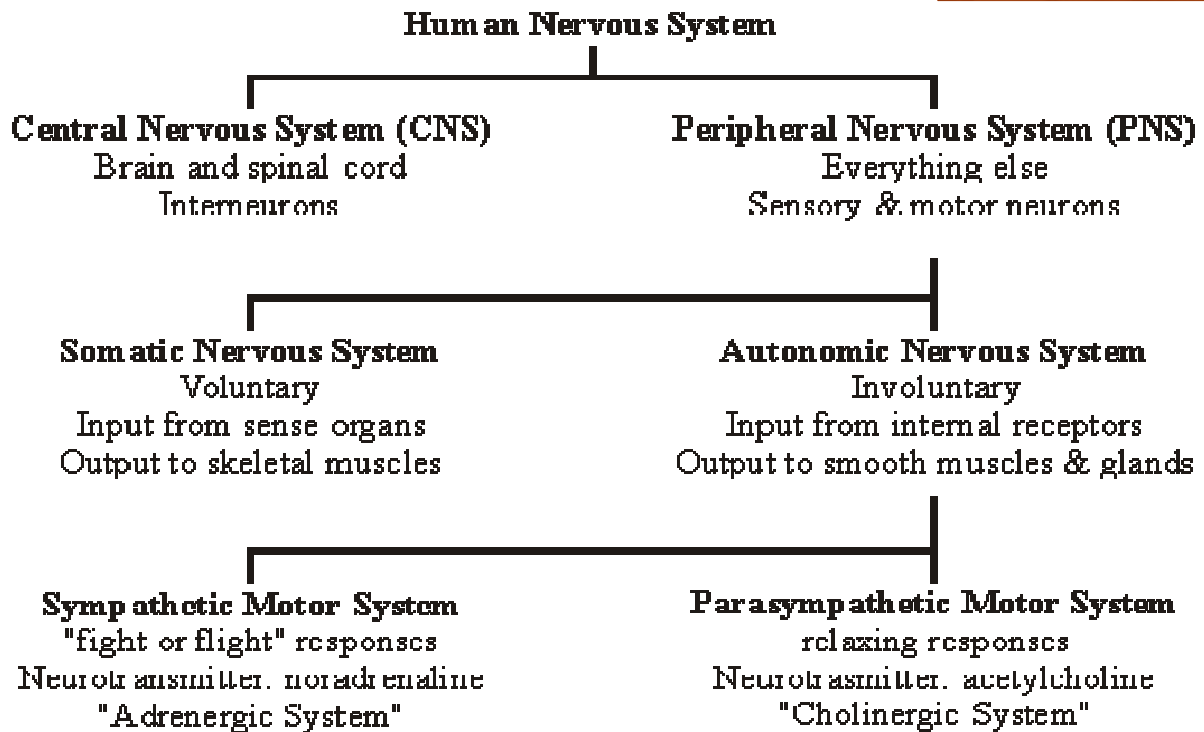 Human Nervous System
Central Nervous System (CNS)
Brain and spinal cord
Interneurons
Peripheral Nervous System (PNS)
Everything else
Sensory & motor neurons
Somatic Nervous System
Voluntary
Input from sense organs
Output to skeletal muscles
Autonomic Nervous System
Involuntary
Input from internal receptors
Output to smooth muscles & glands
Sympathetic Motor System
"fight or flight" responses
Neurotransmitter: noradrenaline
"Adrenergic System"
Parasympathetic Motor System
relaxing responses
Neurotrasmitter: acetylcholine
"Cholinergic System"